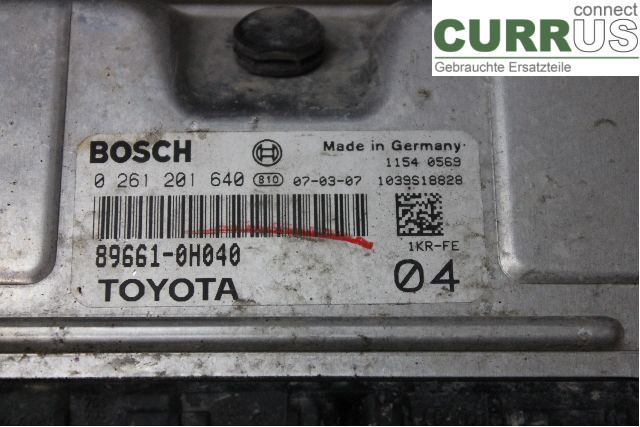 connect
CURRUS
Gebrauchte Ersatzteile
BOSCH
Made in Germany
1154 0569
0 261 201 640 810 07-03-07 1039S18828
89661-0H040
1KR-FE
TOYOTA
04